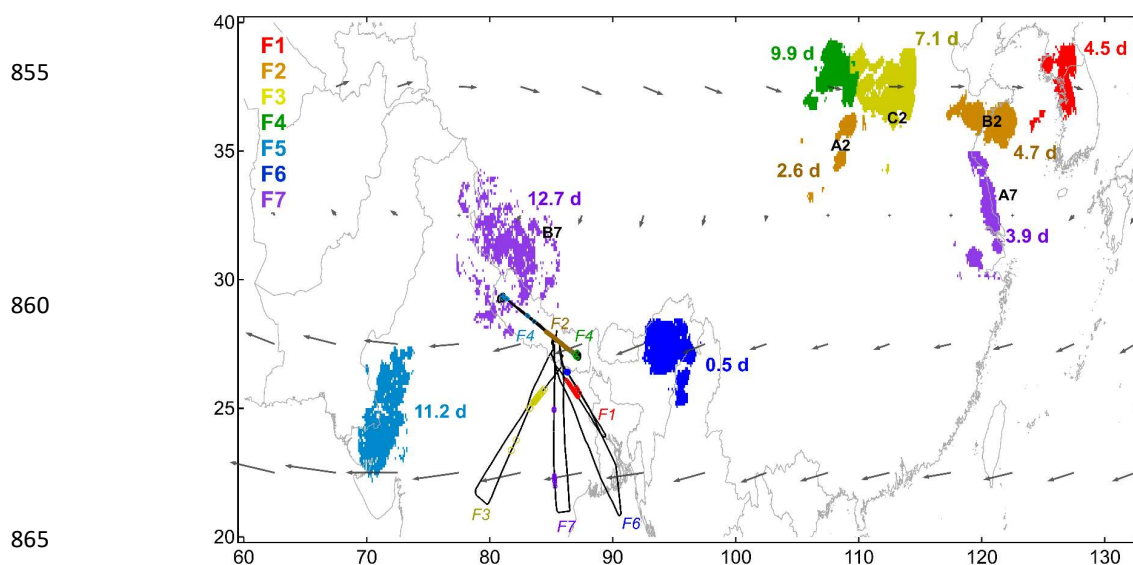 40
855
F1
F2
F3
F4
F5
F6
F7
9.9 d
7.1 d
4.5 d
C2
B2
A2
4.7 d
2.6 d
35
A7
12.7 d
B7
3.9 d
860
30
F4
F2
F4
0.5 d
25
11.2 d
F1
F3
F7
F6
865
20
60
70
80
90
100
110
120
130